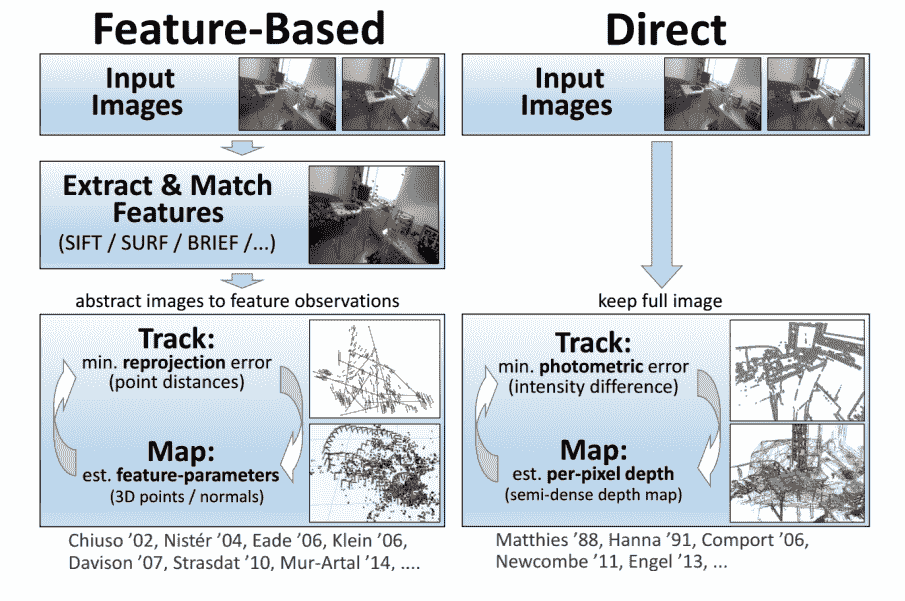 Feature-Based
Input
Images
Extract & Match
Features
(SIFT / SURF / BRIEF /...)
abstract images to feature observations
Track:
min. reprojection error
(point distances)
Map:
est. feature-parameters
(3D points / normals)
Chiuso ’02, Nistér ’04, Eade ’06, Klein ’06,
Davison ’07, Strasdat ’10, Mur-Artal ’14, ....
Direct
Input
Images
keep full image
Track:
min. photometric error
(intensity difference)
Map:
est. per-pixel depth
(semi-dense depth map)
Matthies ’88, Hanna ’91, Comport ’06,
Newcombe ’11, Engel ’13, ...